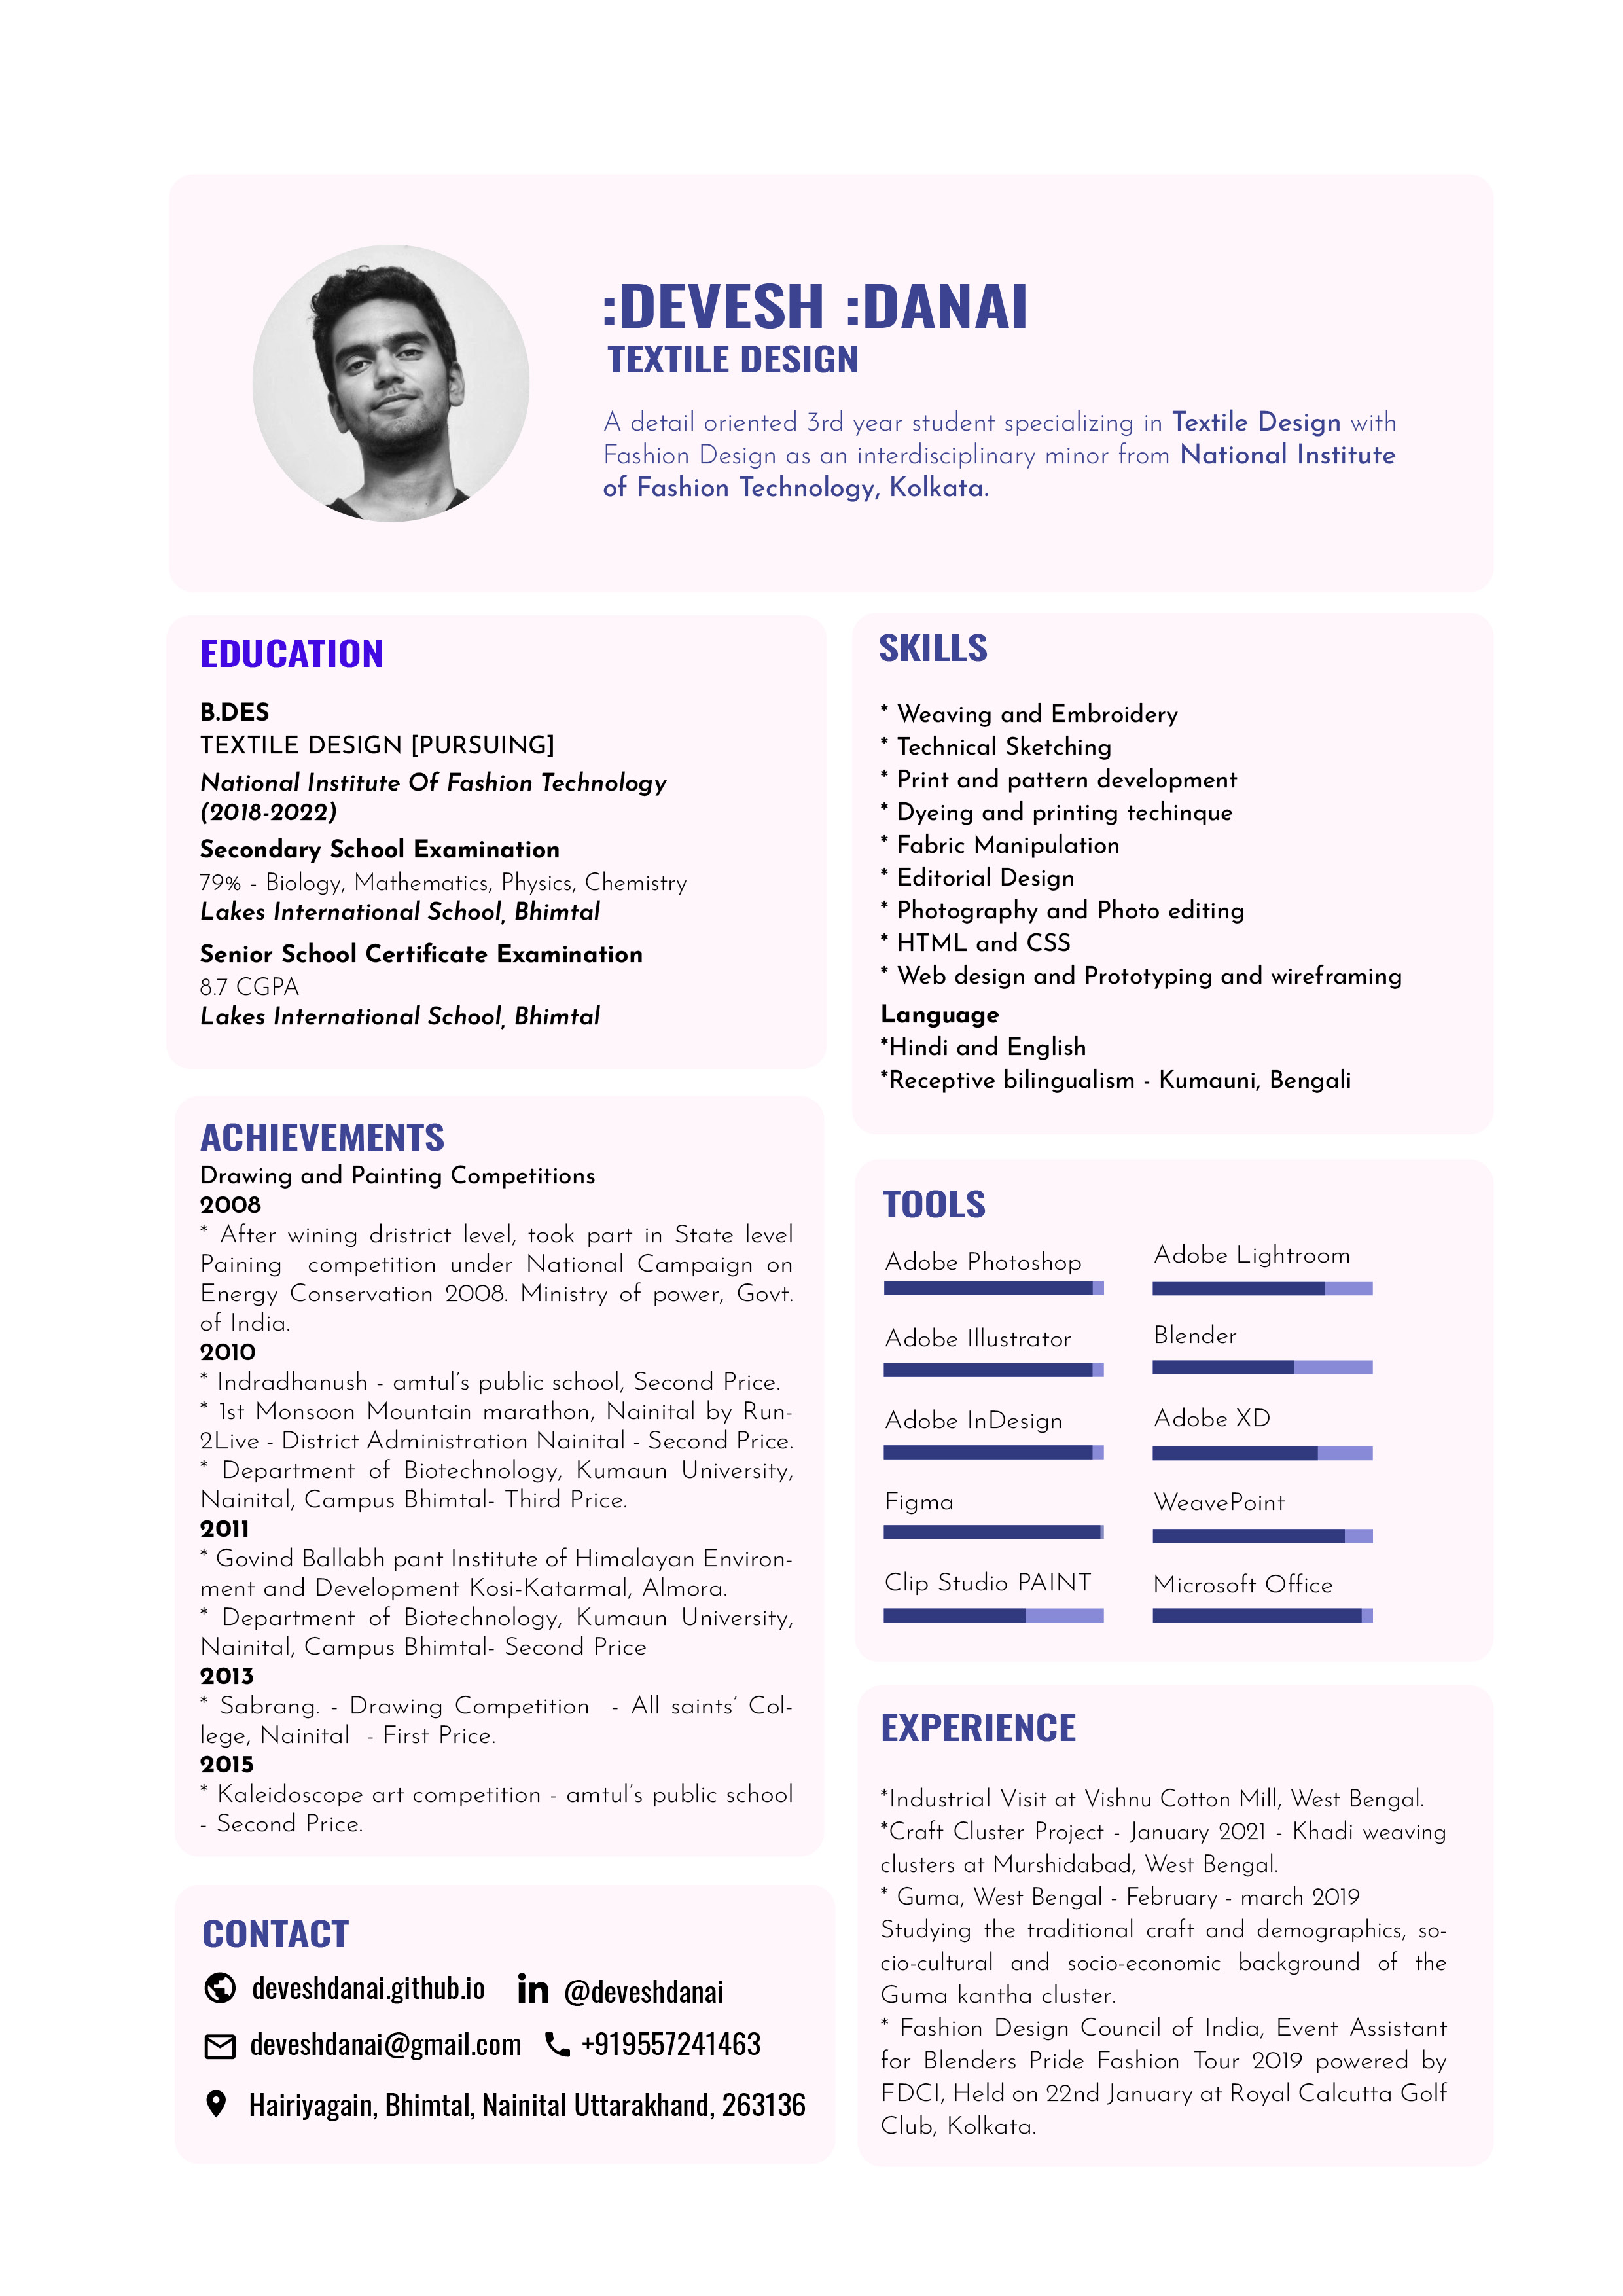 :DEVESH :DANAI
TEXTILE DESIGN
A detail oriented 3rd year student specializing in Textile Design with
Fashion Design as an interdisciplinary minor from National Institute
of Fashion Technology, Kolkata.
EDUCATION
B.DES
TEXTILE DESIGN [PURSUING]
National Institute Of Fashion Technology
(2018-2022)
Secondary School Examination
79% - Biology, Mathematics, Physics, Chemistry
Lakes International School, Bhimtal
Senior School Certificate Examination
8.7 CGPA
Lakes International School, Bhimtal
ACHIEVEMENTS
Drawing and Painting Competitions
2008
* After wining dristrict level, took part in State level
Paining competition under National Campaign on
Energy Conservation 2008. Ministry of power, Govt.
of India.
2010
* Indradhanush - amtul's public school, Second Price.
* 1st Monsoon Mountain marathon, Nainital by Run-
2Live - District Administration Nainital - Second Price.
* Department of Biotechnology, Kumaun University,
Nainital, Campus Bhimtal- Third Price.
2011
* Govind Ballabh pant Institute of Himalayan Environ-
ment and Development Kosi-Katarmal, Almora.
* Department of Biotechnology, Kumaun University,
Nainital, Campus Bhimtal- Second Price
2013
* Sabrang. - Drawing Competition - All saints' Col-
lege, Nainital - First Price.
2015
* Kaleidoscope art competition - amtul's public school
- Second Price.
CONTACT
deveshdanai.github.io in @deveshdanai
deveshdanai@gmail.com +919557241463
Hairiyagain, Bhimtal, Nainital Uttarakhand, 263136
SKILLS
* Weaving and Embroidery
* Technical Sketching
* Print and pattern development
* Dyeing and printing techinque
* Fabric Manipulation
* Editorial Design
* Photography and Photo editing
* HTML and CSS
* Web design and Prototyping and wireframing
Language
*Hindi and English
*Receptive bilingualism - Kumauni, Bengali
TOOLS
Adobe Photoshop Adobe Lightroom
Adobe Illustrator Blender
Adobe InDesign Adobe XD
Figma WeavePoint
Clip Studio PAINT Microsoft Office
EXPERIENCE
*Industrial Visit at Vishnu Cotton Mill, West Bengal.
*Craft Cluster Project - January 2021 - Khadi weaving
clusters at Murshidabad, West Bengal.
* Guma, West Bengal - February - march 2019
Studying the traditional craft and demographics, so-
cio-cultural and socio-economic background of the
Guma kantha cluster.
* Fashion Design Council of India, Event Assistant
for Blenders Pride Fashion Tour 2019 powered by
FDCI, Held on 22nd January at Royal Calcutta Golf
Club, Kolkata.